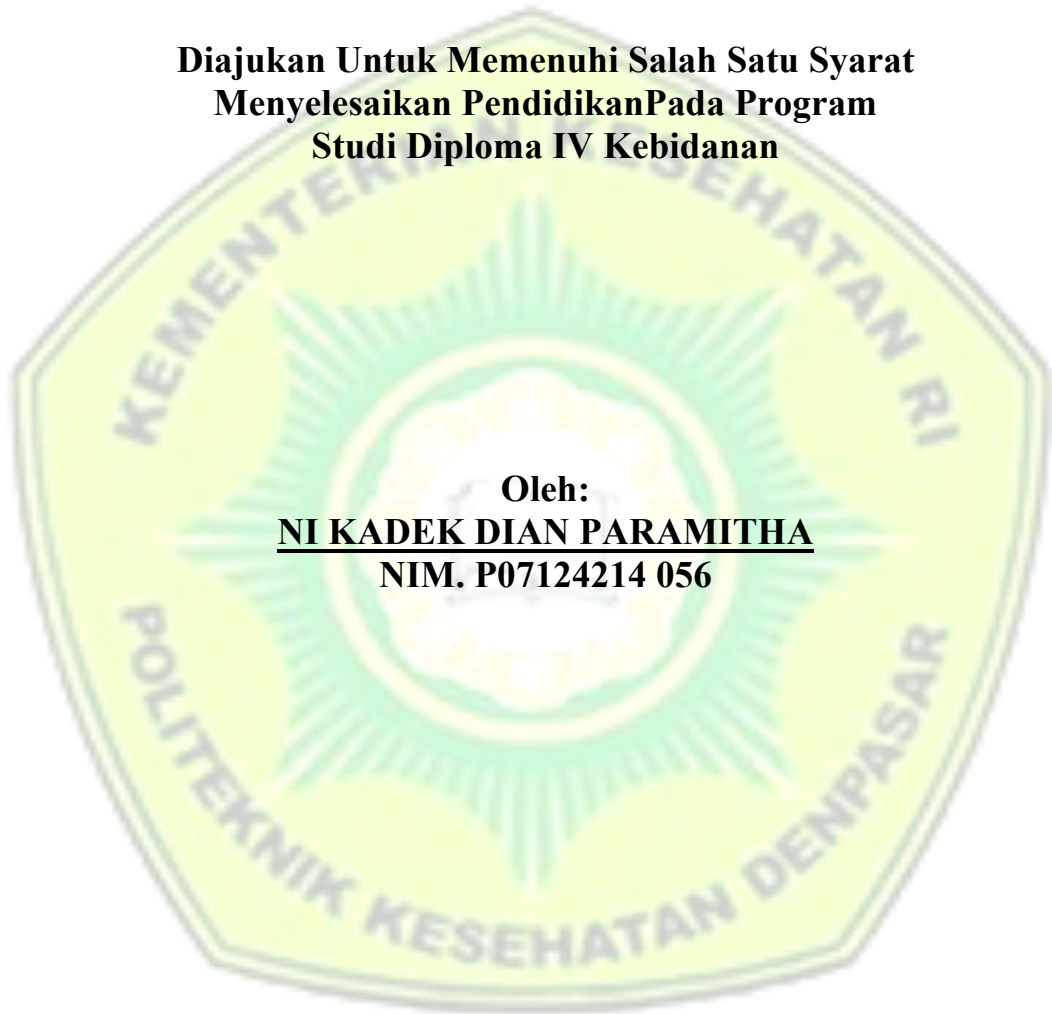 Diajukan Untuk Memenuhi Salah Satu Syarat
Menyelesaikan PendidikanPada Program
Studi Diploma IV Kebidanan
KEMENTERIAN KESEHATAN RI
Oleh:
NI KADEK DIAN PARAMITHA
NIM. P07124214 056
POLITEKNIK KESEHATAN DENPASAR